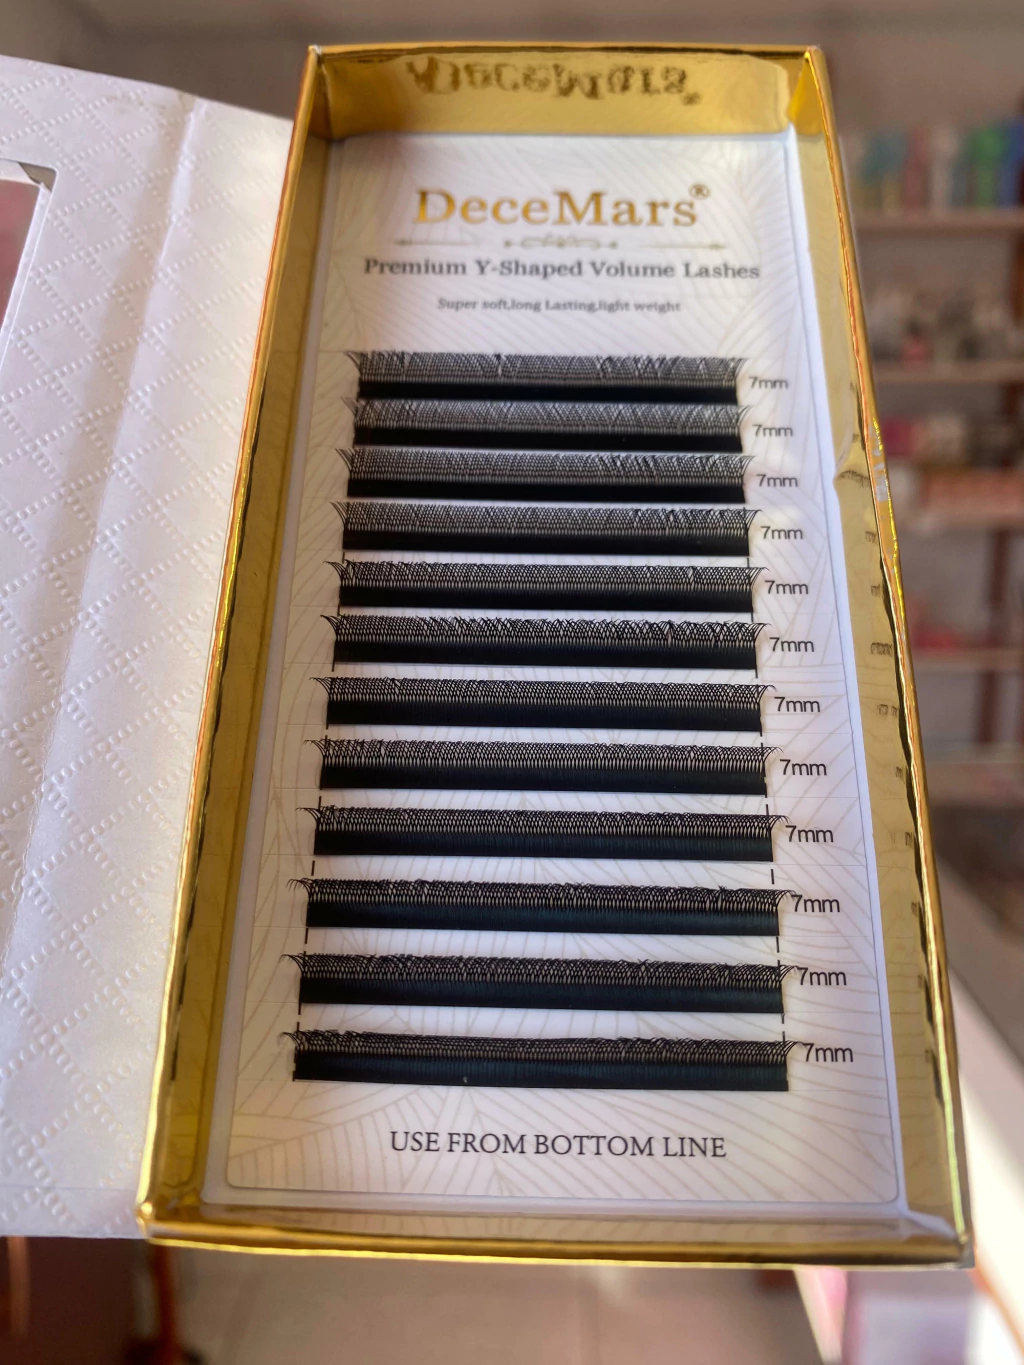 DeceMars®
Premium Y-Shaped Volume Lashes
Super soft,long Lasting,light weight
7mm
7mm
7mm
7mm
7mm
7mm
7mm
7mm
7mm
7mm
7mm
7mm
USE FROM BOTTOM LINE